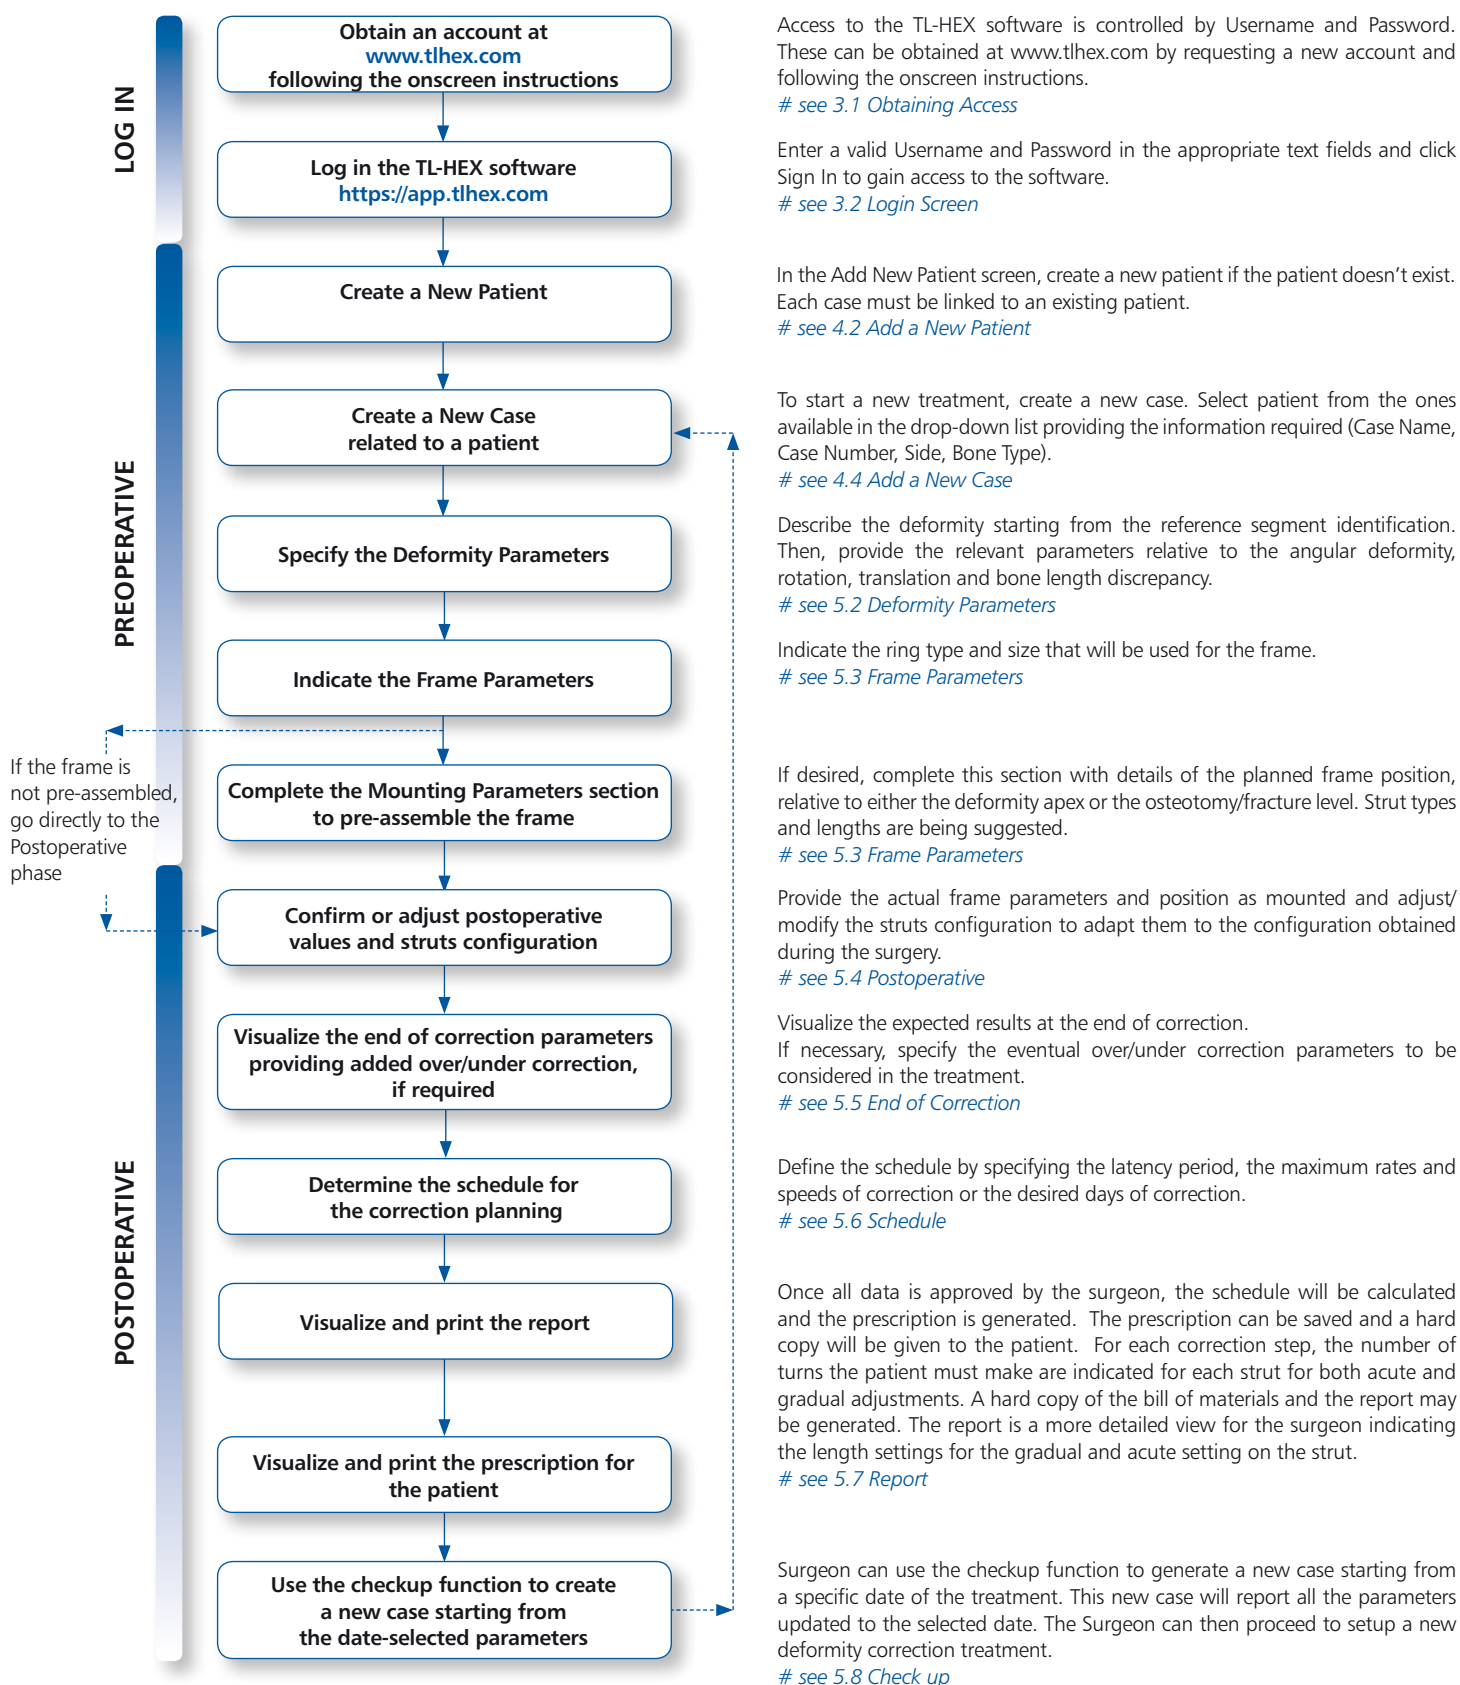 LOG IN
Obtain an account at
www.tlhex.com
following the onscreen instructions
Access to the TL-HEX software is controlled by Username and Password.
These can be obtained at www.tlhex.com by requesting a new account and
following the onscreen instructions.
# see 3.1 Obtaining Access
Log in the TL-HEX software
https://app.tlhex.com
Enter a valid Username and Password in the appropriate text fields and click
Sign In to gain access to the software.
# see 3.2 Login Screen
PREOPERATIVE
Create a New Patient
In the Add New Patient screen, create a new patient if the patient doesn't exist.
Each case must be linked to an existing patient.
# see 4.2 Add a New Patient
Create a New Case
related to a patient
To start a new treatment, create a new case. Select patient from the ones
available in the drop-down list providing the information required (Case Name,
Case Number, Side, Bone Type).
# see 4.4 Add a New Case
Specify the Deformity Parameters
Describe the deformity starting from the reference segment identification.
Then, provide the relevant parameters relative to the angular deformity,
rotation, translation and bone length discrepancy.
# see 5.2 Deformity Parameters
Indicate the Frame Parameters
Indicate the ring type and size that will be used for the frame.
# see 5.3 Frame Parameters
If the frame is
not pre-assembled,
go directly to the
Postoperative
phase
Complete the Mounting Parameters section
to pre-assemble the frame
If desired, complete this section with details of the planned frame position,
relative to either the deformity apex or the osteotomy/fracture level. Strut types
and lengths are being suggested.
# see 5.3 Frame Parameters
POSTOPERATIVE
Confirm or adjust postoperative
values and struts configuration
Provide the actual frame parameters and position as mounted and adjust/
modify the struts configuration to adapt them to the configuration obtained
during the surgery.
# see 5.4 Postoperative
Visualize the end of correction parameters
providing added over/under correction,
if required
Visualize the expected results at the end of correction.
If necessary, specify the eventual over/under correction parameters to be
considered in the treatment.
# see 5.5 End of Correction
Determine the schedule for
the correction planning
Define the schedule by specifying the latency period, the maximum rates and
speeds of correction or the desired days of correction.
# see 5.6 Schedule
Visualize and print the report
Once all data is approved by the surgeon, the schedule will be calculated
and the prescription is generated. The prescription can be saved and a hard
copy will be given to the patient. For each correction step, the number of
turns the patient must make are indicated for each strut for both acute and
gradual adjustments. A hard copy of the bill of materials and the report may
be generated. The report is a more detailed view for the surgeon indicating
the length settings for the gradual and acute setting on the strut.
# see 5.7 Report
Visualize and print the prescription for
the patient
Use the checkup function to create
a new case starting from
the date-selected parameters
Surgeon can use the checkup function to generate a new case starting from
a specific date of the treatment. This new case will report all the parameters
updated to the selected date. The Surgeon can then proceed to setup a new
deformity correction treatment.
# see 5.8 Check up